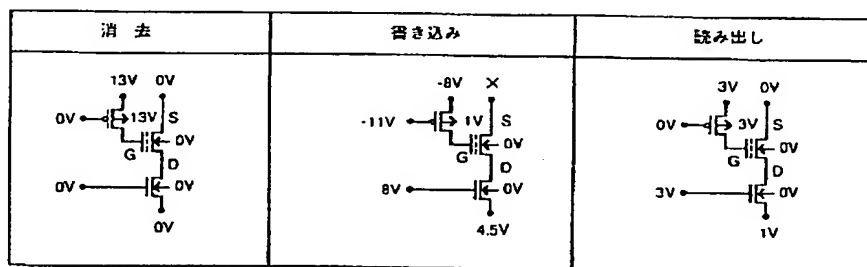 消 去
書き込み
読み出し
13V 0V
0V 13V S
0V
G D
0V 0V
0V
-8V ×
-11V 1V S
0V
G D
8V 0V
4.5V
3V 0V
0V 3V S
0V
G D
3V 0V
1V